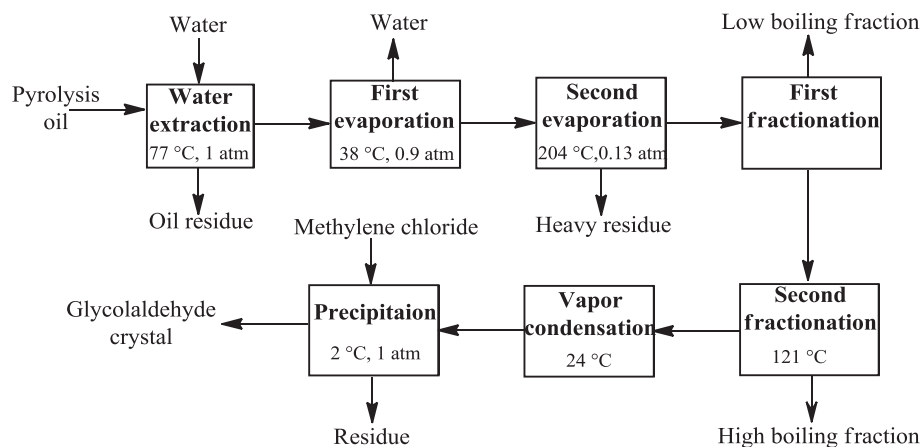 Water
Water
Low boiling fraction
Pyrolysis
oil
Water
extraction
77 °C, 1 atm
First
evaporation
38 °C, 0.9 atm
Second
evaporation
204 °C,0.13 atm
First
fractionation
Oil residue
Methylene chloride
Heavy residue
Glycolaldehyde
crystal
Precipitaion
2 °C, 1 atm
Vapor
condensation
24 °C
Second
fractionation
121 °C
Residue
High boiling fraction